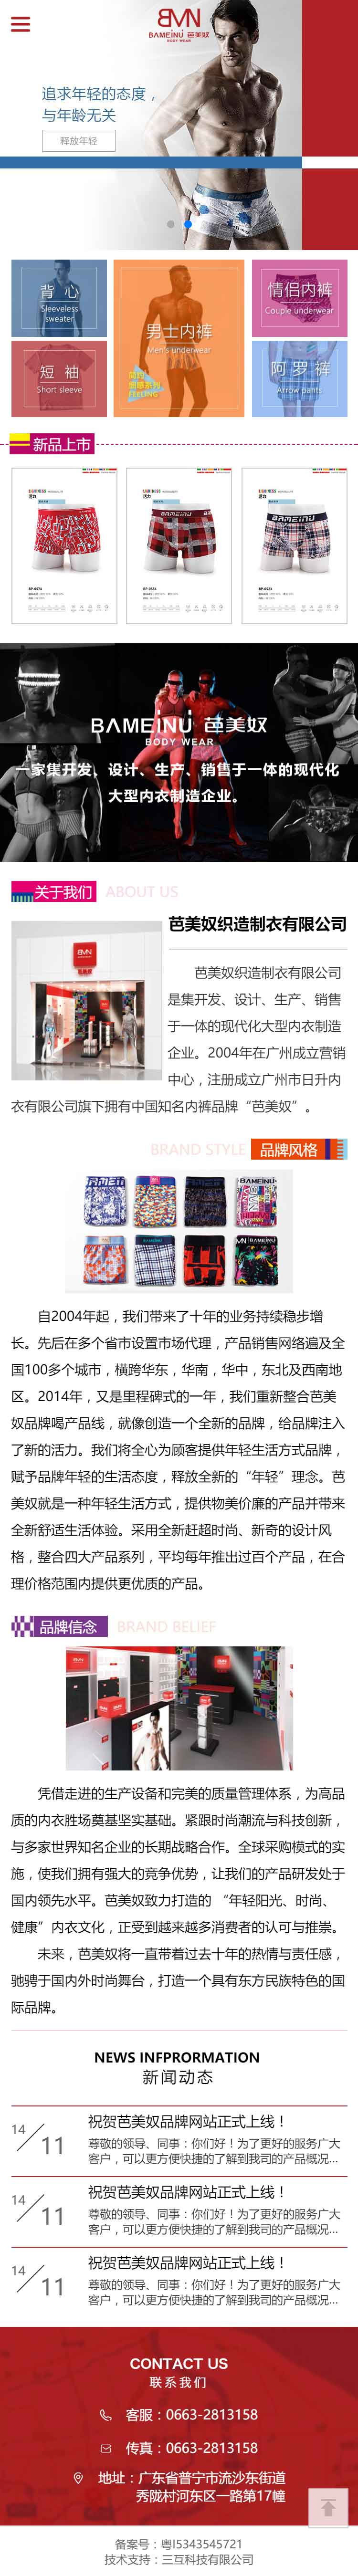 BMN
BAMEINU 芭美奴
BODY WEAR
追求年轻的态度，
与年龄无关
释放年轻
背 心
Sleeveless
sweater
男士内裤
Men's underwear
情侣内裤
Couple underwear
短 袖
Short sleeve
阿 罗 裤
Arrow pants
新品上市
BAMEINU 芭美奴
BODY WEAR
一家集开发、设计、生产、销售于一体的现代化
大型内衣制造企业。
关于我们 ABOUT US
芭美奴织造制衣有限公司
芭美奴织造制衣有限公司
是集开发、设计、生产、销售
于一体的现代化大型内衣制造
企业。2004年在广州成立营销
中心，注册成立广州市日升内
衣有限公司旗下拥有中国知名内裤品牌“芭美奴”。
BRAND STYLE 品牌风格
自2004年起，我们带来了十年的业务持续稳步增
长。先后在多个省市设置市场代理，产品销售网络遍及全
国100多个城市，横跨华东，华南，华中，东北及西南地
区。2014年，又是里程碑式的一年，我们重新整合芭美
奴品牌喝产品线，就像创造一个全新的品牌，给品牌注入
了新的活力。我们将全心为顾客提供年轻生活方式品牌，
赋予品牌年轻的生活态度，释放全新的“年轻”理念。芭
美奴就是一种年轻生活方式，提供物美价廉的产品并带来
全新舒适生活体验。采用全新赶超时尚、新奇的设计风
格，整合四大产品系列，平均每年推出过百个产品，在合
理价格范围内提供更优质的产品。
品牌信念 BRAND BELIEF
凭借走进的生产设备和完美的质量管理体系，为高品
质的内衣胜场奠基坚实基础。紧跟时尚潮流与科技创新，
与多家世界知名企业的长期战略合作。全球采购模式的实
施，使我们拥有强大的竞争优势，让我们的产品研发处于
国内领先水平。芭美奴致力打造的 “年轻阳光、时尚、
健康”内衣文化，正受到越来越多消费者的认可与推崇。
未来，芭美奴将一直带着过去十年的热情与责任感，
驰骋于国内外时尚舞台，打造一个具有东方民族特色的国
际品牌。
NEWS INFPRORMATION
新闻动态
14/11
祝贺芭美奴品牌网站正式上线！
尊敬的领导、同事：你们好！为了更好的服务广大
客户，可以更方便快捷的了解到我司的产品概况...
14/11
祝贺芭美奴品牌网站正式上线！
尊敬的领导、同事：你们好！为了更好的服务广大
客户，可以更方便快捷的了解到我司的产品概况...
14/11
祝贺芭美奴品牌网站正式上线！
尊敬的领导、同事：你们好！为了更好的服务广大
客户，可以更方便快捷的了解到我司的产品概况...
CONTACT US
联系我们
客服：0663-2813158
传真：0663-2813158
地址：广东省普宁市流沙东街道
秀陇村河东区一路第17幢
备案号：粤I5343545721
技术支持：三互科技有限公司